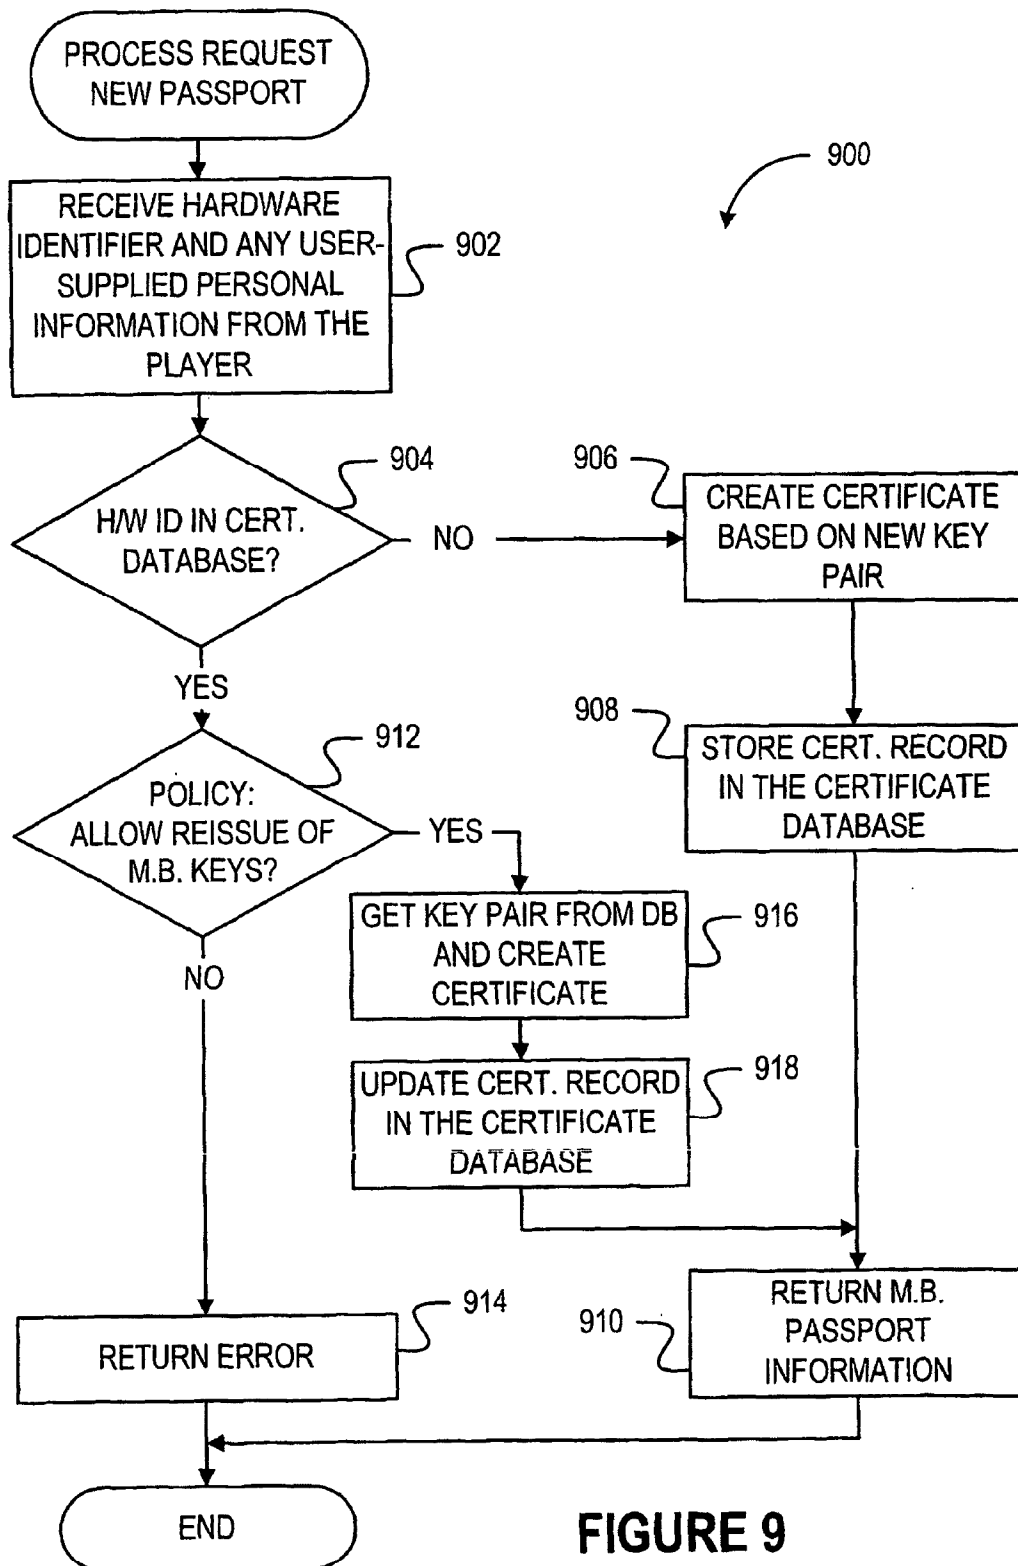 PROCESS REQUEST
NEW PASSPORT
900
RECEIVE HARDWARE
IDENTIFIER AND ANY USER-
SUPPLIED PERSONAL
INFORMATION FROM THE
PLAYER
902
H/W ID IN CERT.
DATABASE?
904
NO
906
CREATE CERTIFICATE
BASED ON NEW KEY
PAIR
YES
908
STORE CERT. RECORD
IN THE CERTIFICATE
DATABASE
912
POLICY:
ALLOW REISSUE OF
M.B. KEYS?
YES
GET KEY PAIR FROM DB
AND CREATE
CERTIFICATE
916
NO
UPDATE CERT. RECORD
IN THE CERTIFICATE
DATABASE
918
RETURN ERROR
914
910
RETURN M.B.
PASSPORT
INFORMATION
END
FIGURE 9